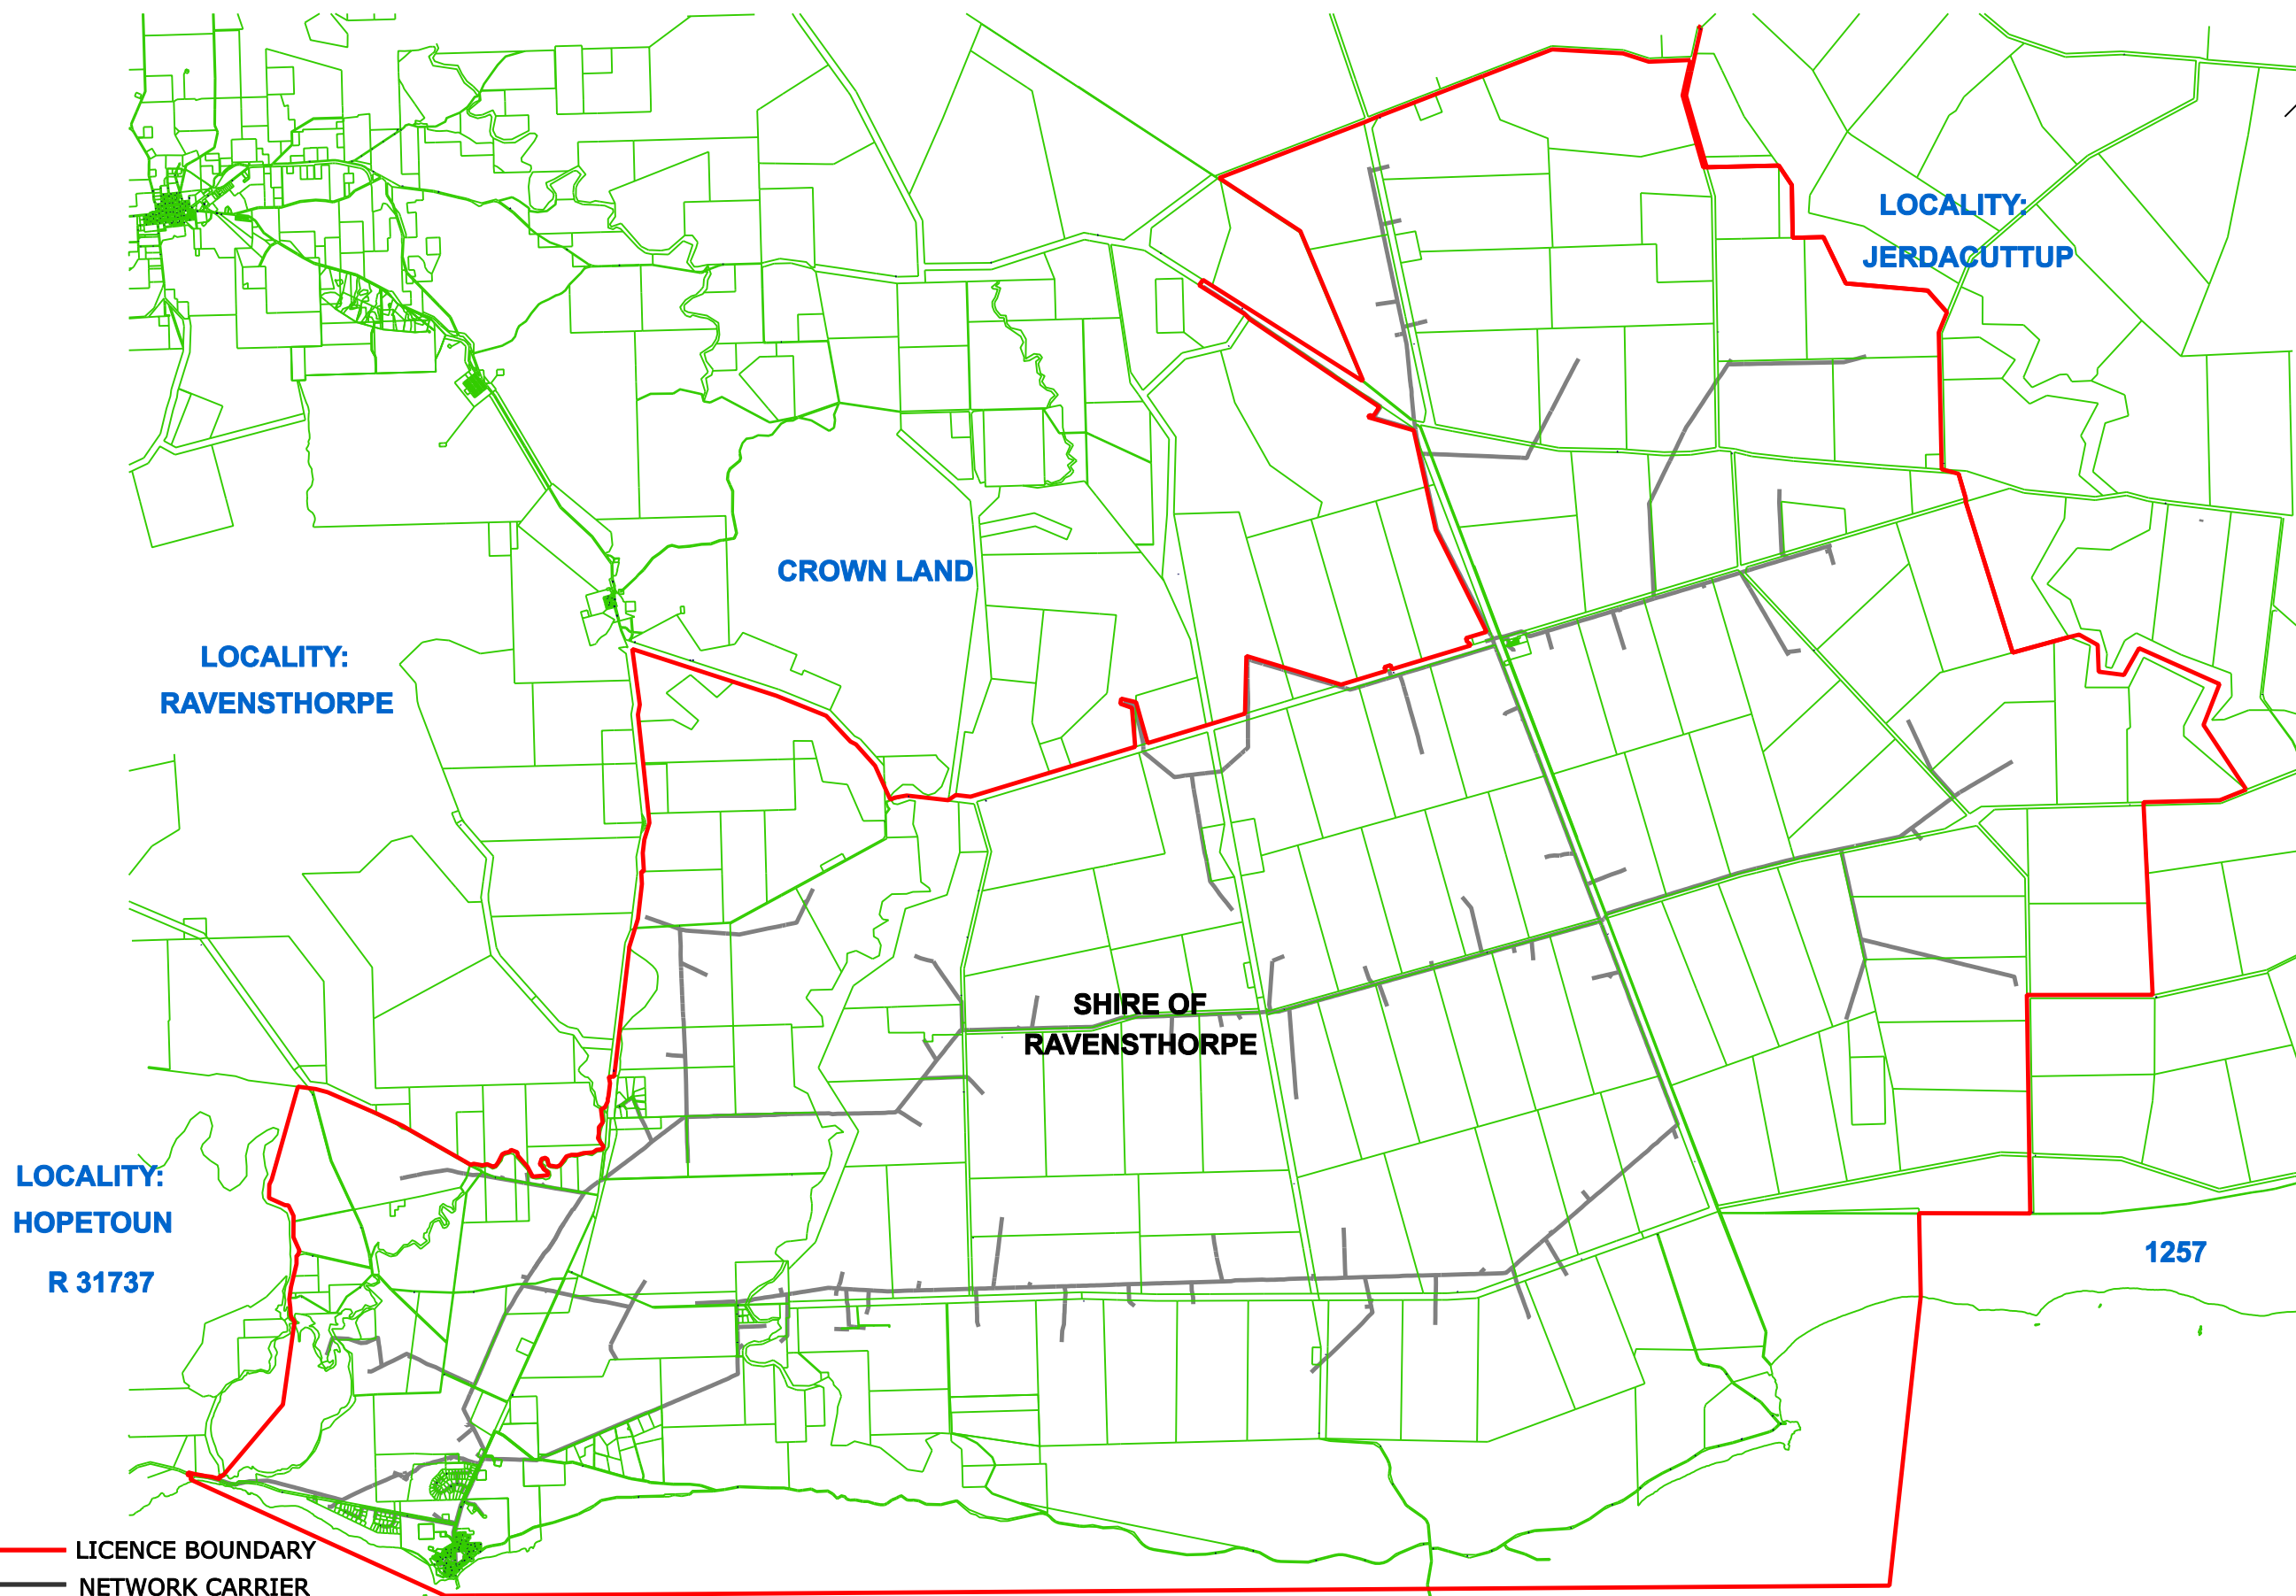 LOCALITY:
JERDACUTTUP
CROWN LAND
LOCALITY:
RAVENSTHORPE
SHIRE OF
RAVENSTHORPE
LOCALITY:
HOPETOUN
R 31737
1257
LICENCE BOUNDARY
NETWORK CARRIER